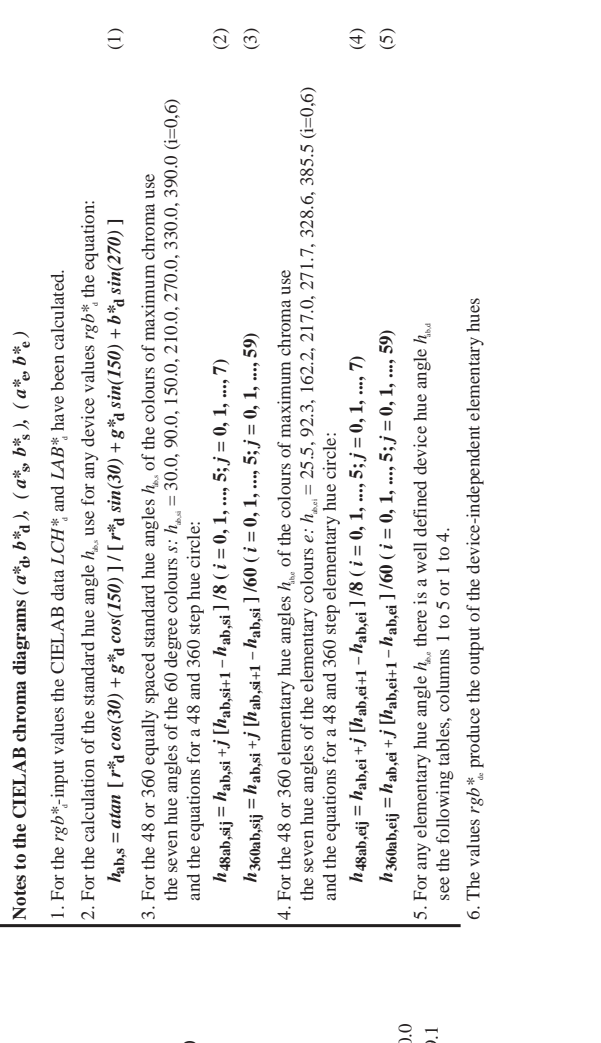 Notes to the CIELAB chroma diagrams ( a*d, b*d ), ( a*s, b*s ), ( a*e, b*e )
1. For the rgb*d-input values the CIELAB data LCH*d and LAB*d have been calculated.
2. For the calculation of the standard hue angle hab,s use for any device values rgb*d the equation:
hab,s = atan [ r*d cos(30) + g*d cos(150) ] / [ r*d sin(30) + g*d sin(150) + b*d sin(270) ] (1)
3. For the 48 or 360 equally spaced standard hue angles hab,s of the colours of maximum chroma use
the seven hue angles of the 60 degree colours s: hab,si = 30.0, 90.0, 150.0, 210.0, 270.0, 330.0, 390.0 (i=0,6)
and the equations for a 48 and 360 step hue circle:
h48ab,sij = hab,si +j [hab,si+1 − hab,si ]/8 ( i = 0, 1, ..., 5; j = 0, 1, ..., 7) (2)
h360ab,sij = hab,si +j [hab,si+1 − hab,si ]/60 ( i = 0, 1, ..., 5; j = 0, 1, ..., 59) (3)
4. For the 48 or 360 elementary hue angles hab,e of the colours of maximum chroma use
the seven hue angles of the elementary colours e: hab,ei = 25.5, 92.3, 162.2, 217.0, 271.7, 328.6, 385.5 (i=0,6)
and the equations for a 48 and 360 step elementary hue circle:
h48ab,eij = hab,ei +j [hab,ei+1 − hab,ei ]/8 ( i = 0, 1, ..., 5; j = 0, 1, ..., 7) (4)
h360ab,eij = hab,ei +j [hab,ei+1 − hab,ei ]/60 ( i = 0, 1, ..., 5; j = 0, 1, ..., 59) (5)
5. For any elementary hue angle hab,e there is a well defined device hue angle hab,d
see the following tables, columns 1 to 5 or 1 to 4.
6. The values rgb*de produce the output of the device-independent elementary hues